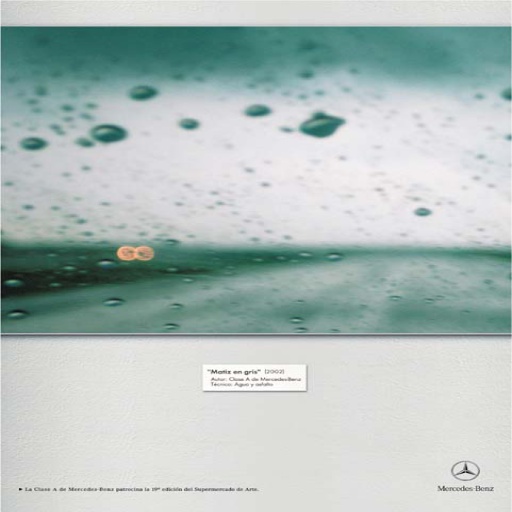 "Matiz en gris" (2002)
Autor: Clase A de Mercedes-Benz
Técnica: Agua y asfalto
▸ La Clase A de Mercedes-Benz patrocina la 19ª edición del Supermercado de Arte.
Mercedes-Benz